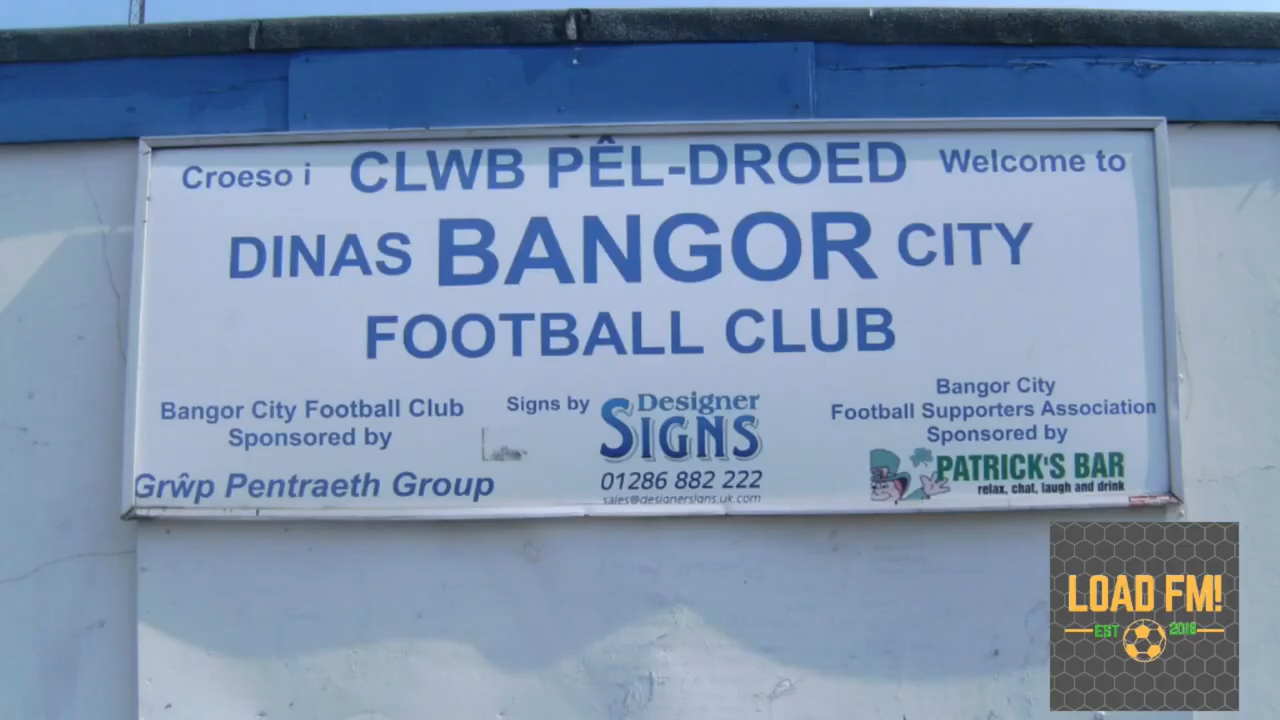 Croeso i CLWB PÊL-DROED Welcome to
DINAS BANGOR CITY
FOOTBALL CLUB
Bangor City Football Club
Sponsored by
Grŵp Pentraeth Group
Signs by Designer
SIGNS
01286 882 222
sales@designersigns.uk.com
Bangor City
Football Supporters Association
Sponsored by
PATRICK'S BAR
relax, chat, laugh and drink
LOAD FM!
EST 2018